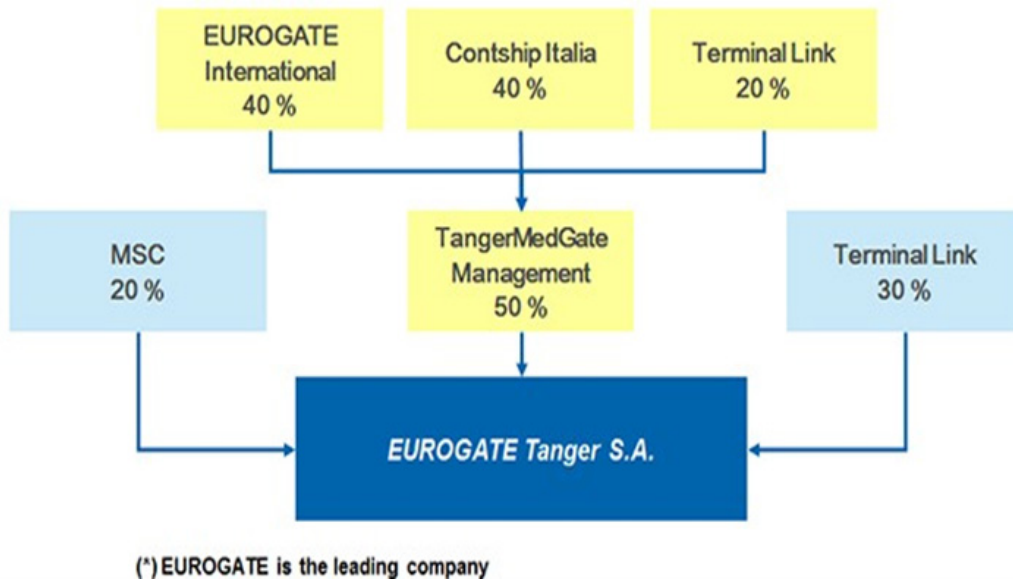 EUROGATE
International
40 %
Contship Italia
40 %
Terminal Link
20 %
MSC
20 %
TangerMedGate
Management
50 %
Terminal Link
30 %
EUROGATE Tanger S.A.
(*) EUROGATE is the leading company